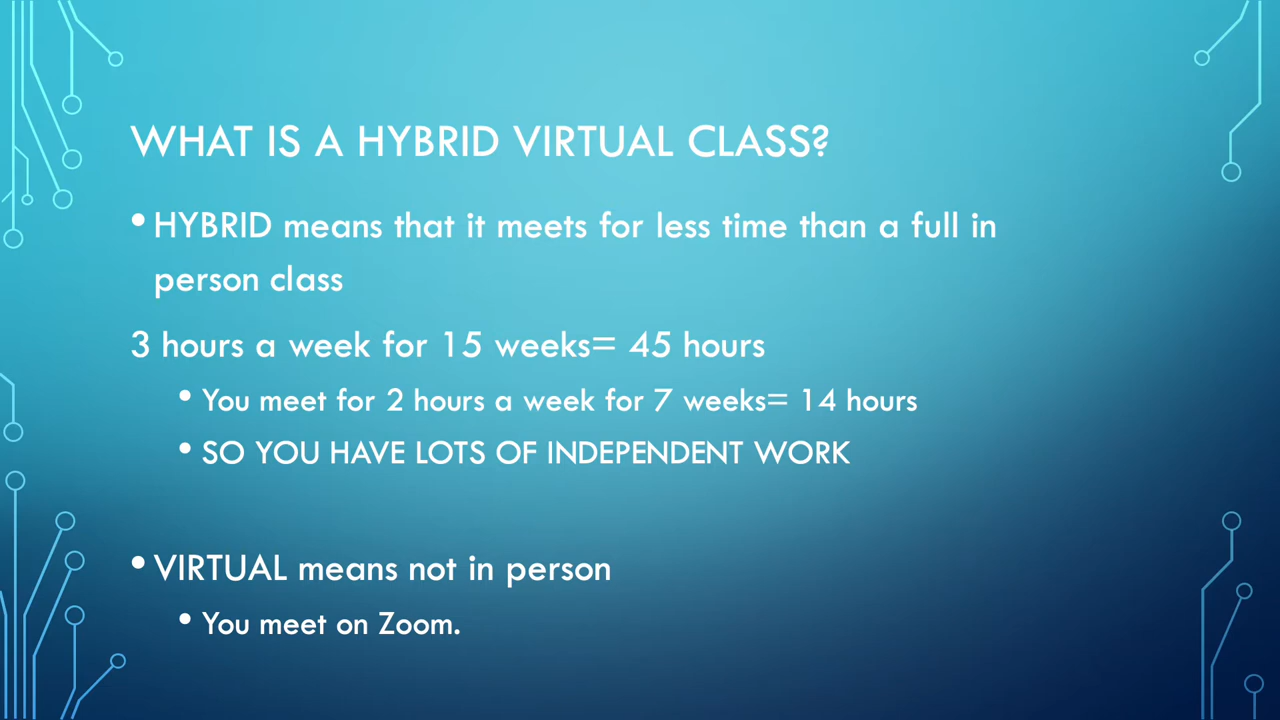 WHAT IS A HYBRID VIRTUAL CLASS?
• HYBRID means that it meets for less time than a full in
person class
3 hours a week for 15 weeks= 45 hours
• You meet for 2 hours a week for 7 weeks= 14 hours
• SO YOU HAVE LOTS OF INDEPENDENT WORK
• VIRTUAL means not in person
• You meet on Zoom.